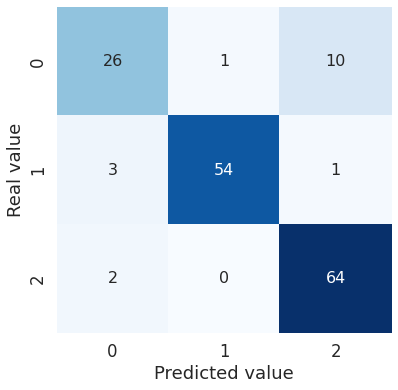 Real value
0
26 1 10
1
3 54 1
2
2 0 64
0 1 2
Predicted value